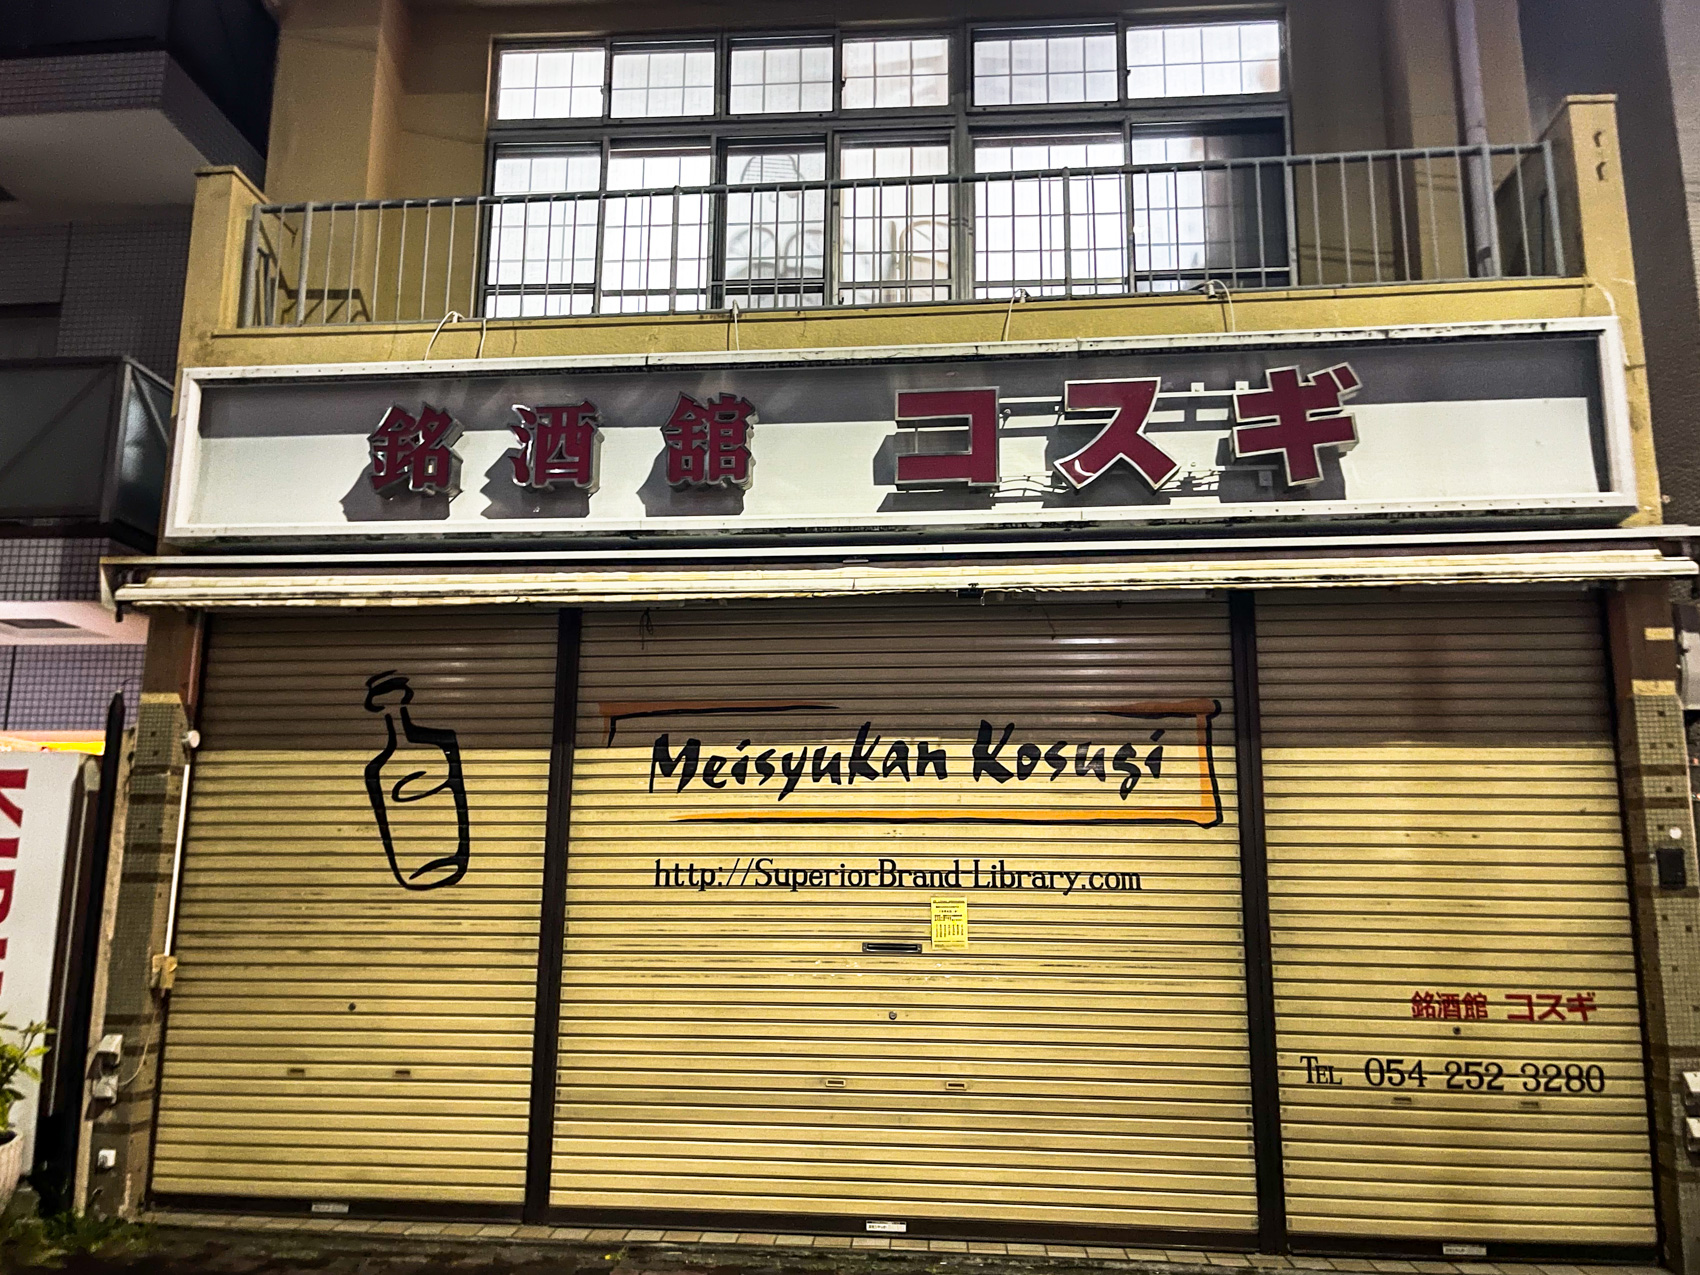 銘酒舘 コスギ
Meisyukan Kosugi
http://SuperiorBrand-Library.com
銘酒館 コスギ
TEL 054-252-3280